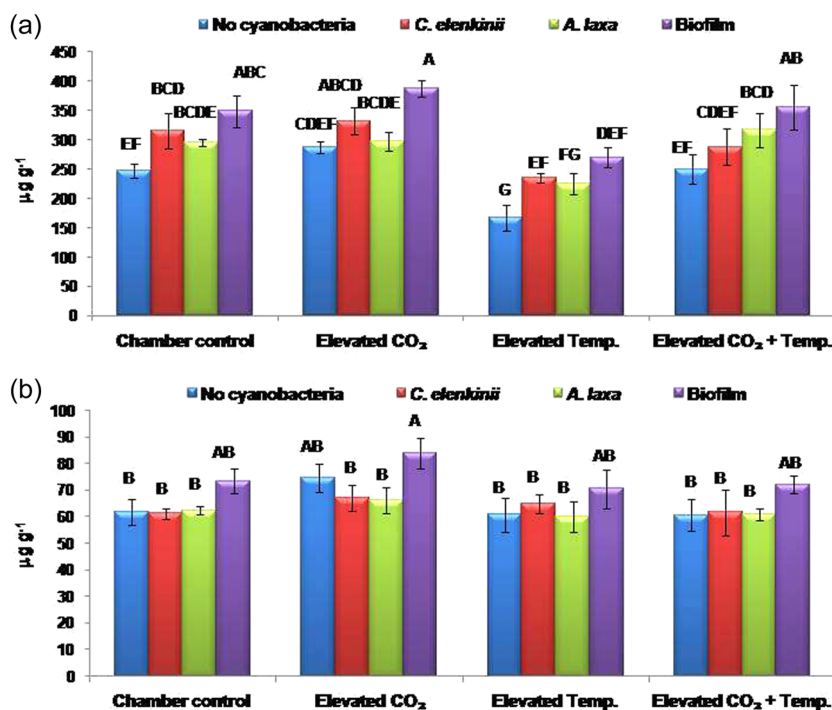 (a)
No cyanobacteria C. elenkinii A. laxa Biofilm
450
400
350
300
250
200
150
100
50
0
µg g-1
EF BCD BCDE ABC
CDEF ABCD BCDE A
G EF FG DEF
EF CDEF BCD AB
Chamber control Elevated CO₂ Elevated Temp. Elevated CO₂ + Temp.
(b)
No cyanobacteria C. elenkinii A. laxa Biofilm
100
90
80
70
60
50
40
30
20
10
0
µg g-1
B B B AB
AB B B A
B B B AB
B B B AB
Chamber control Elevated CO₂ Elevated Temp. Elevated CO₂ + Temp.